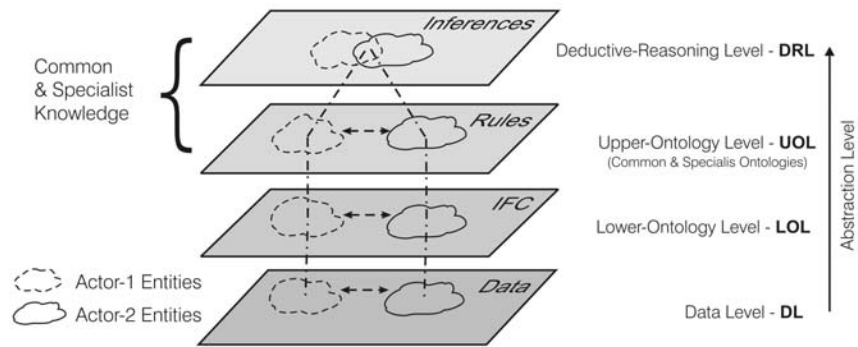 Inferences
Deductive-Reasoning Level - DRL
Common
& Specialist
Knowledge
Rules
Upper-Ontology Level - UOL
(Common & Specialis Ontologies)
IFC
Lower-Ontology Level - LOL
Actor-1 Entities
Actor-2 Entities
Data
Data Level - DL
Abstraction Level